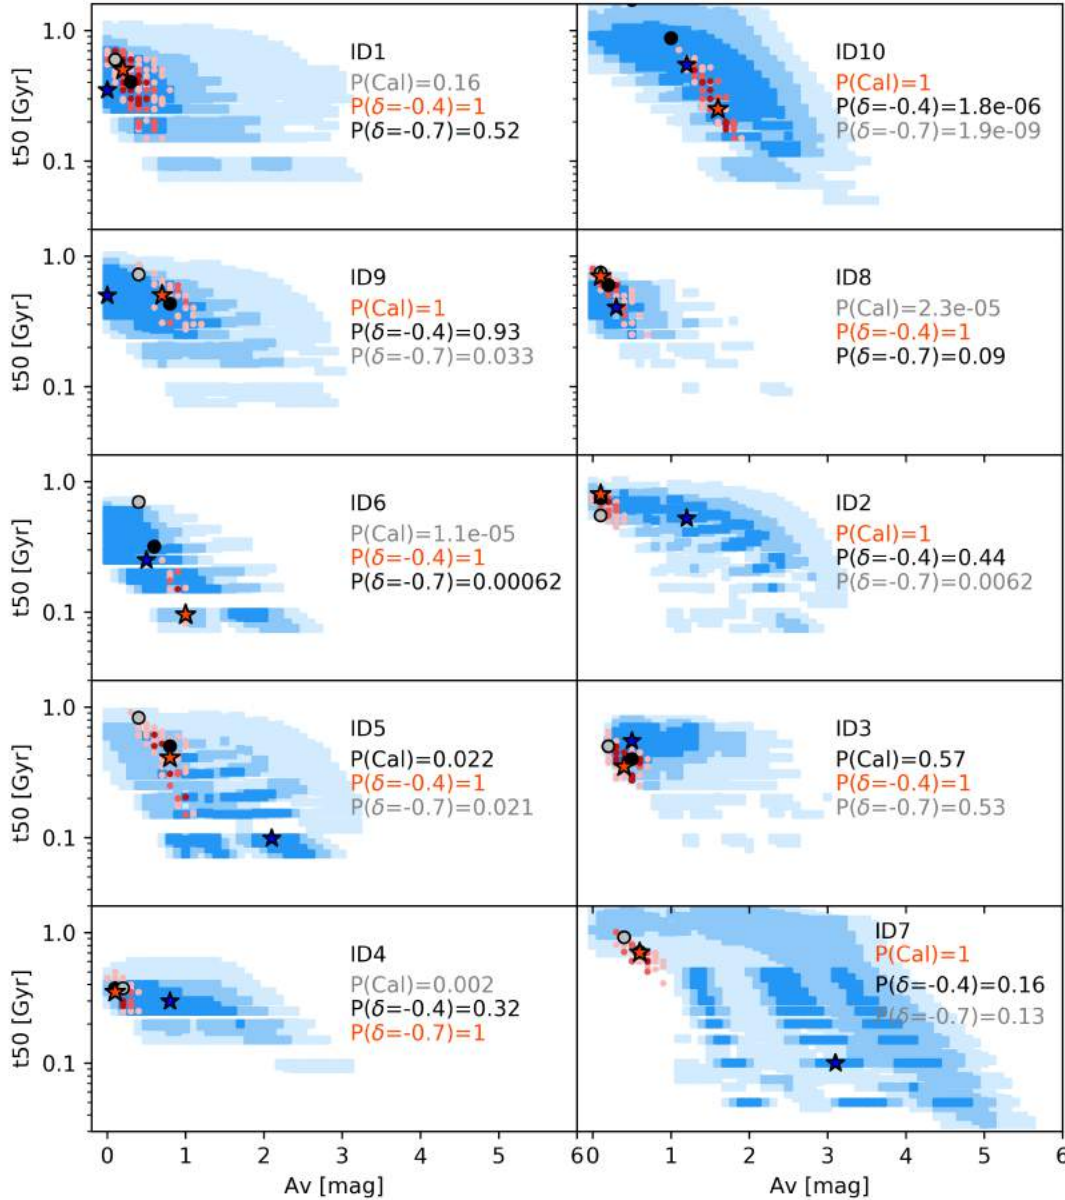 ID1
P(Cal)=0.16
P(δ=-0.4)=1
P(δ=-0.7)=0.52
t50 [Gyr]
1.0
0.1
ID10
P(Cal)=1
P(δ=-0.4)=1.8e-06
P(δ=-0.7)=1.9e-09
ID9
P(Cal)=1
P(δ=-0.4)=0.93
P(δ=-0.7)=0.033
t50 [Gyr]
1.0
0.1
ID8
P(Cal)=2.3e-05
P(δ=-0.4)=1
P(δ=-0.7)=0.09
ID6
P(Cal)=1.1e-05
P(δ=-0.4)=1
P(δ=-0.7)=0.00062
t50 [Gyr]
1.0
0.1
ID2
P(Cal)=1
P(δ=-0.4)=0.44
P(δ=-0.7)=0.0062
ID5
P(Cal)=0.022
P(δ=-0.4)=1
P(δ=-0.7)=0.021
t50 [Gyr]
1.0
0.1
ID3
P(Cal)=0.57
P(δ=-0.4)=1
P(δ=-0.7)=0.53
ID4
P(Cal)=0.002
P(δ=-0.4)=0.32
P(δ=-0.7)=1
t50 [Gyr]
1.0
0.1
ID7
P(Cal)=1
P(δ=-0.4)=0.16
P(δ=-0.7)=0.13
0 1 2 3 4 5 6
0 1 2 3 4 5 6
Av [mag]
Av [mag]